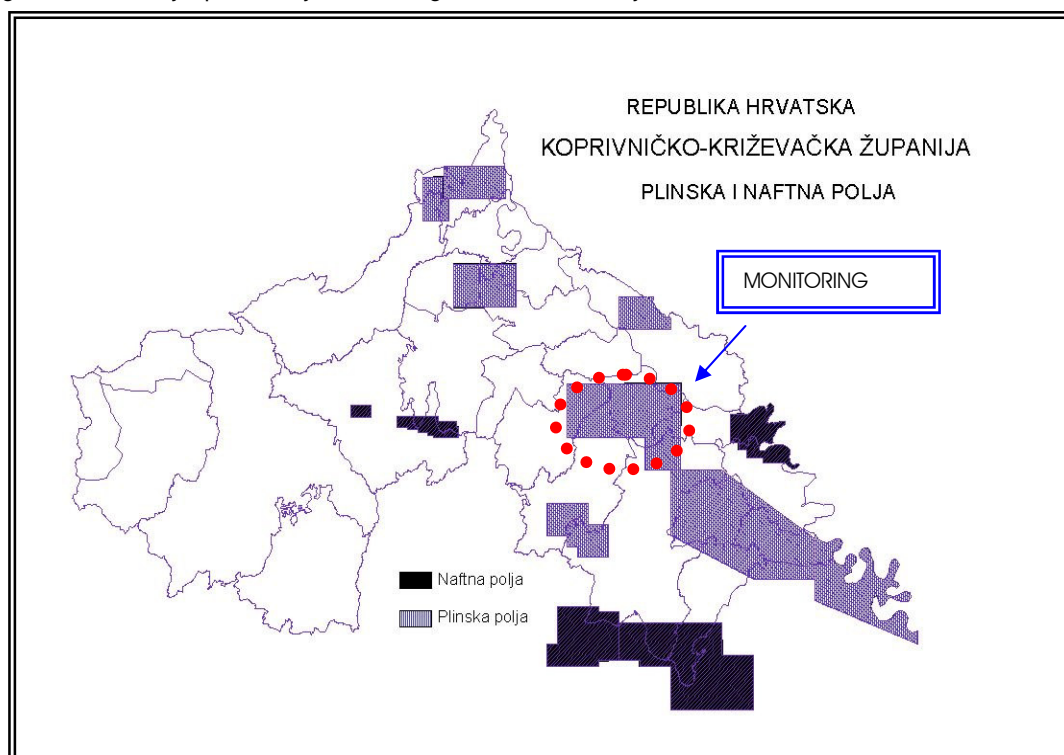 REPUBLIKA HRVATSKA
KOPRIVNIČKO-KRIŽEVAČKA ŽUPANIJA
PLINSKA I NAFTNA POLJA
MONITORING
Naftna polja
Plinska polja